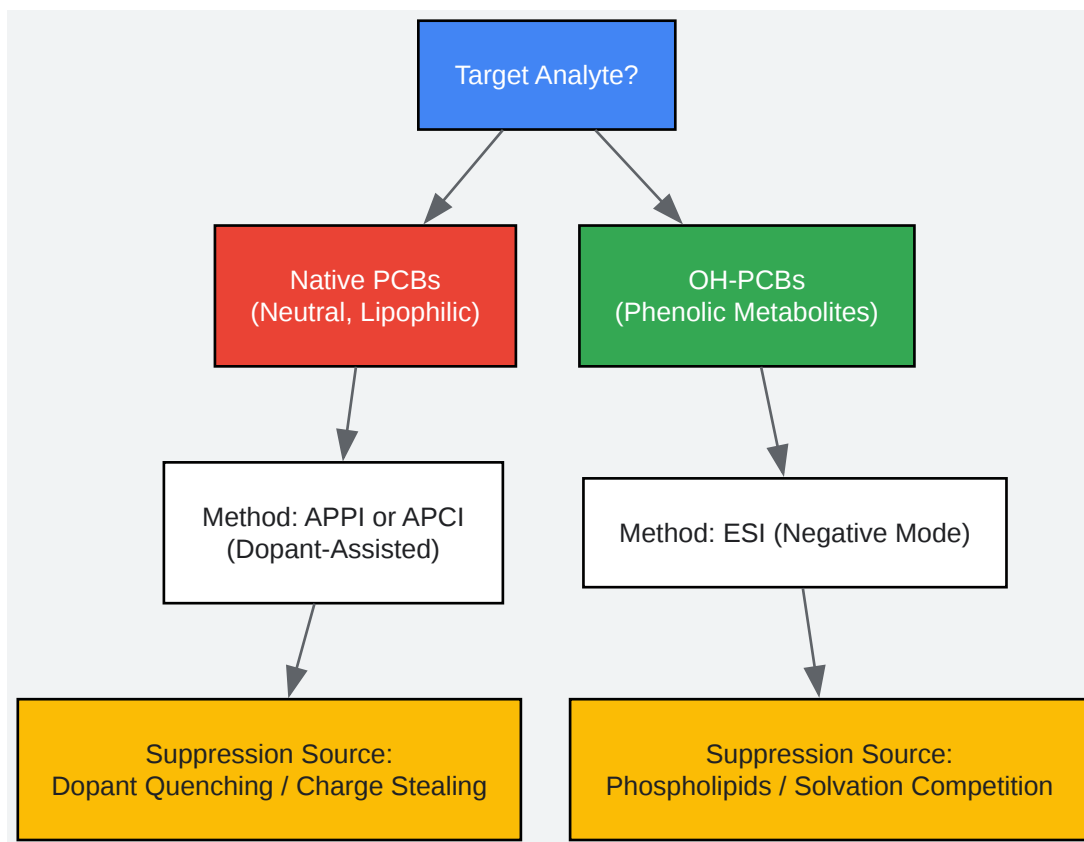 Target Analyte?
Native PCBs
(Neutral, Lipophilic)
OH-PCBs
(Phenolic Metabolites)
Method: APPI or APCI
(Dopant-Assisted)
Method: ESI (Negative Mode)
Suppression Source:
Dopant Quenching / Charge Stealing
Suppression Source:
Phospholipids / Solvation Competition